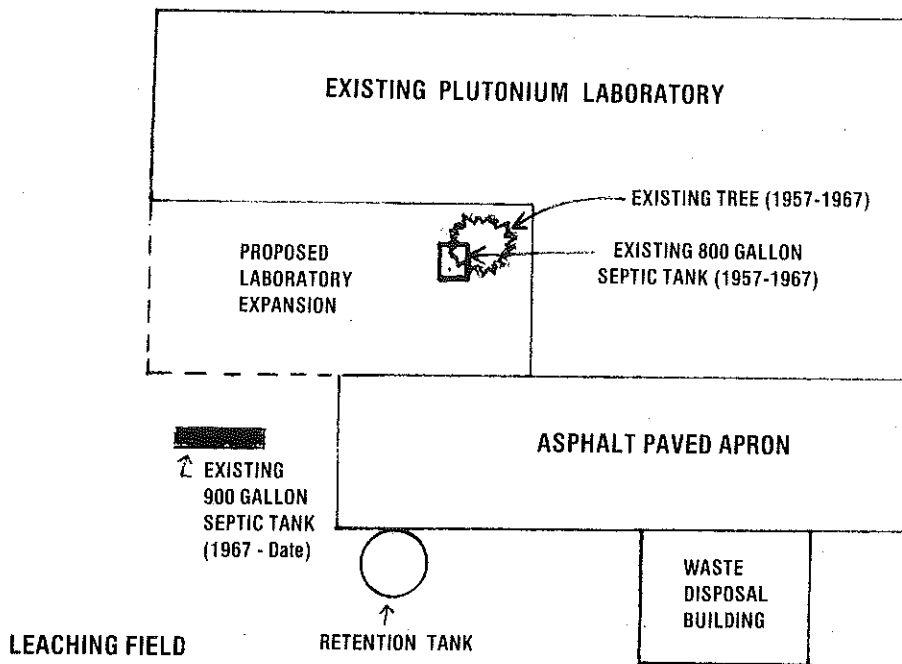 EXISTING PLUTONIUM LABORATORY
EXISTING TREE (1957-1967)
PROPOSED
LABORATORY
EXPANSION
EXISTING 800 GALLON
SEPTIC TANK (1957-1967)
ASPHALT PAVED APRON
EXISTING
900 GALLON
SEPTIC TANK
(1967 - Date)
WASTE
DISPOSAL
BUILDING
LEACHING FIELD
RETENTION TANK